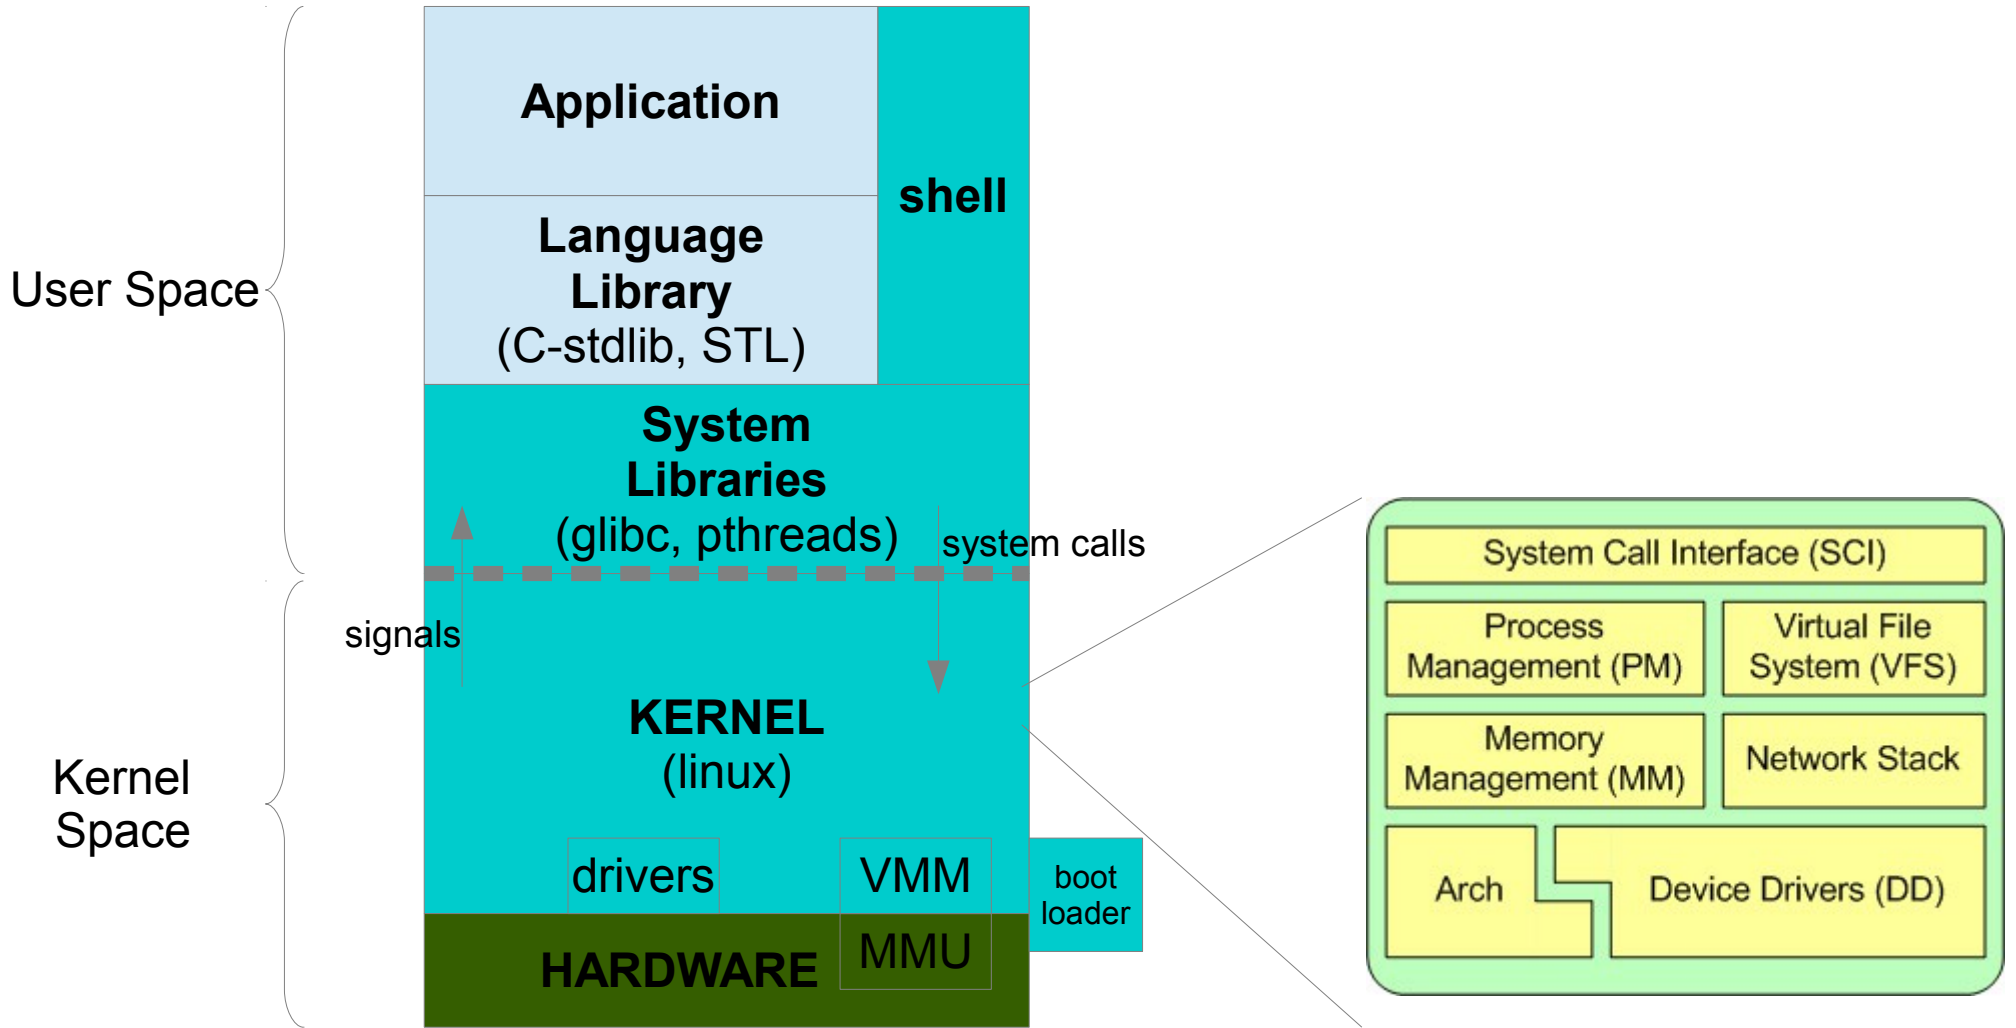 Application
shell
Language
Library
(C-stdlib, STL)
User Space
System
Libraries
(glibc, pthreads)
system calls
signals
KERNEL
(linux)
Kernel
Space
drivers
VMM
boot
loader
MMU
HARDWARE
System Call Interface (SCI)
Process
Management (PM)
Virtual File
System (VFS)
Memory
Management (MM)
Network Stack
Arch
Device Drivers (DD)